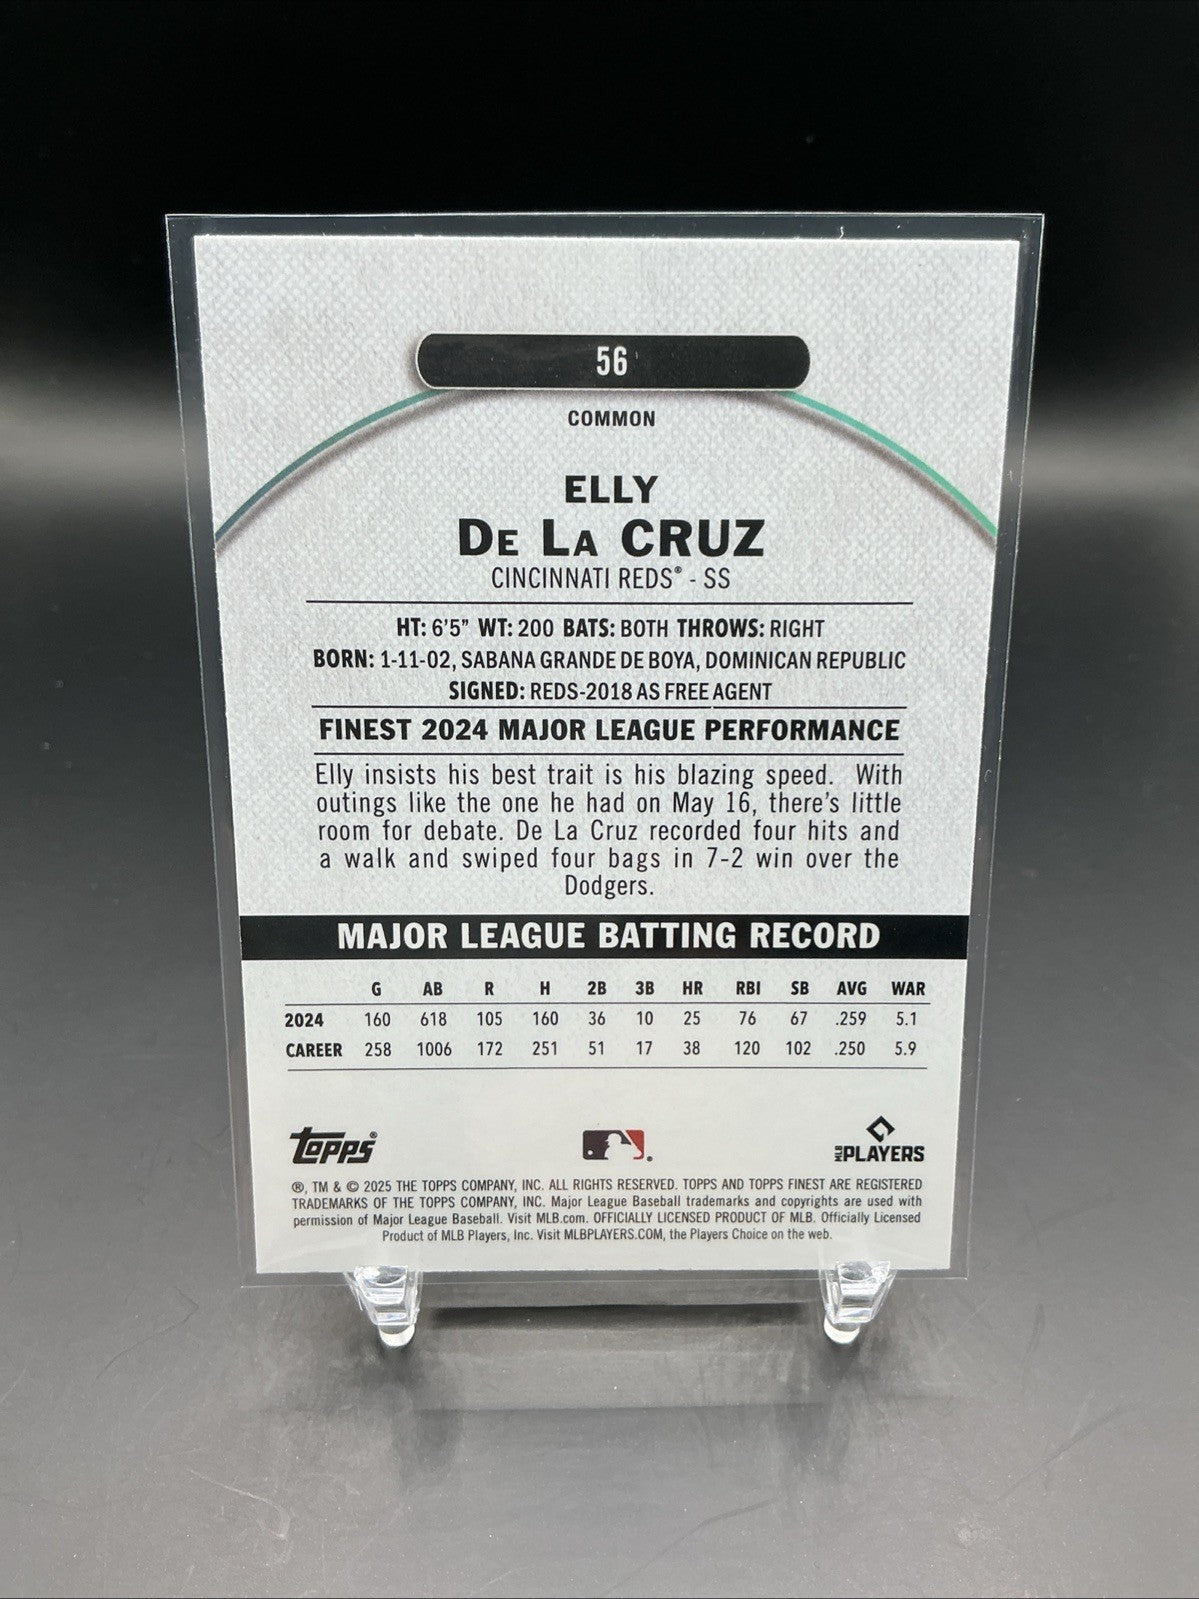 56
COMMON
ELLY
DE LA CRUZ
CINCINNATI REDS® - SS
HT: 6'5" WT: 200 BATS: BOTH THROWS: RIGHT
BORN: 1-11-02, SABANA GRANDE DE BOYA, DOMINICAN REPUBLIC
SIGNED: REDS-2018 AS FREE AGENT
FINEST 2024 MAJOR LEAGUE PERFORMANCE
Elly insists his best trait is his blazing speed. With
outings like the one he had on May 16, there's little
room for debate. De La Cruz recorded four hits and
a walk and swiped four bags in 7-2 win over the
Dodgers.
MAJOR LEAGUE BATTING RECORD
G AB R H 2B 3B HR RBI SB AVG WAR
2024 160 618 105 160 36 10 25 76 67 .259 5.1
CAREER 258 1006 172 251 51 17 38 120 102 .250 5.9
topps® MLB PLAYERS
®, TM & © 2025 THE TOPPS COMPANY, INC. ALL RIGHTS RESERVED. TOPPS AND TOPPS FINEST ARE REGISTERED
TRADEMARKS OF THE TOPPS COMPANY, INC. Major League Baseball trademarks and copyrights are used with
permission of Major League Baseball. Visit MLB.com. OFFICIALLY LICENSED PRODUCT OF MLB. Officially Licensed
Product of MLB Players, Inc. Visit MLBPLAYERS.COM, the Players Choice on the web.